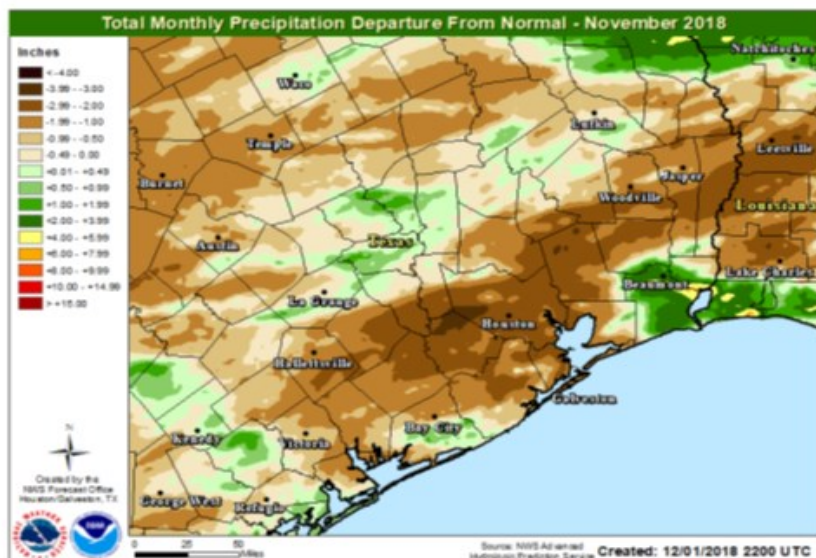 Total Monthly Precipitation Departure From Normal - November 2018
Inches
< -4.00
-3.99 - -3.00
-2.99 - -2.00
-1.99 - -1.00
-0.99 - -0.50
-0.49 - 0.00
+0.01 - +0.49
+0.50 - +0.99
+1.00 - +1.99
+2.00 - +3.99
+4.00 - +5.99
+6.00 - +7.99
+8.00 - +9.99
+10.00 - +14.99
> +15.00
Natchitoches
Waco
Lufkin
Temple
Leesville
Burnet
Jasper
Woodville
Louisiana
Austin
Texas
Lake Charles
Beaumont
La Grange
Houston
Hallettsville
Galveston
Bay City
Kenedy
Victoria
George West
Refugio
N
Created by the
NWS Forecast Office
Houston/Galveston, TX
NOAA
0 25 50
Miles
Source: NWS Advanced
Hydrologic Prediction Service
Created: 12/01/2018 2200 UTC